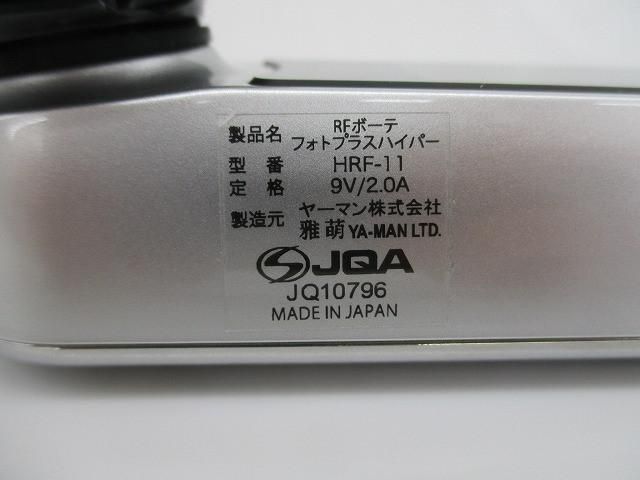 製品名 RFボーテ
フォトプラスハイパー
型番 HRF-11
定格 9V/2.0A
製造元 ヤーマン株式会社
雅萌 YA-MAN LTD.
JQA
JQ10796
MADE IN JAPAN